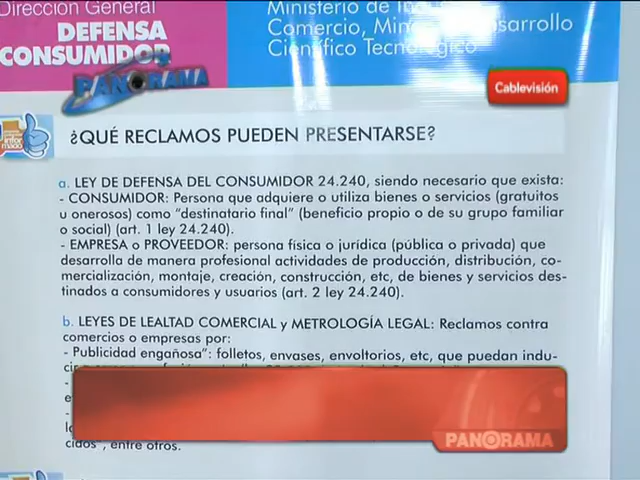 Dirección General
DEFENSA
CONSUMIDOR
Ministerio de
Comercio, Desarrollo
Científico Tecnológico
PANORAMA
Cablevisión
¿QUÉ RECLAMOS PUEDEN PRESENTARSE?
a. LEY DE DEFENSA DEL CONSUMIDOR 24.240, siendo necesario que exista:
- CONSUMIDOR: Persona que adquiere o utiliza bienes o servicios (gratuitos
u onerosos) como “destinatario final” (beneficio propio o de su grupo familiar
o social) (art. 1 ley 24.240).
- EMPRESA o PROVEEDOR: persona física o jurídica (pública o privada) que
desarrolla de manera profesional actividades de producción, distribución, co-
mercialización, montaje, creación, construcción, etc, de bienes y servicios des-
tinados a consumidores y usuarios (art. 2 ley 24.240).
b. LEYES DE LEALTAD COMERCIAL y METROLOGÍA LEGAL: Reclamos contra
comercios o empresas por:
- Publicidad engañosa”: folletos, envases, envoltorios, etc, que puedan indu-
cidos”, entre otros.
PANORAMA